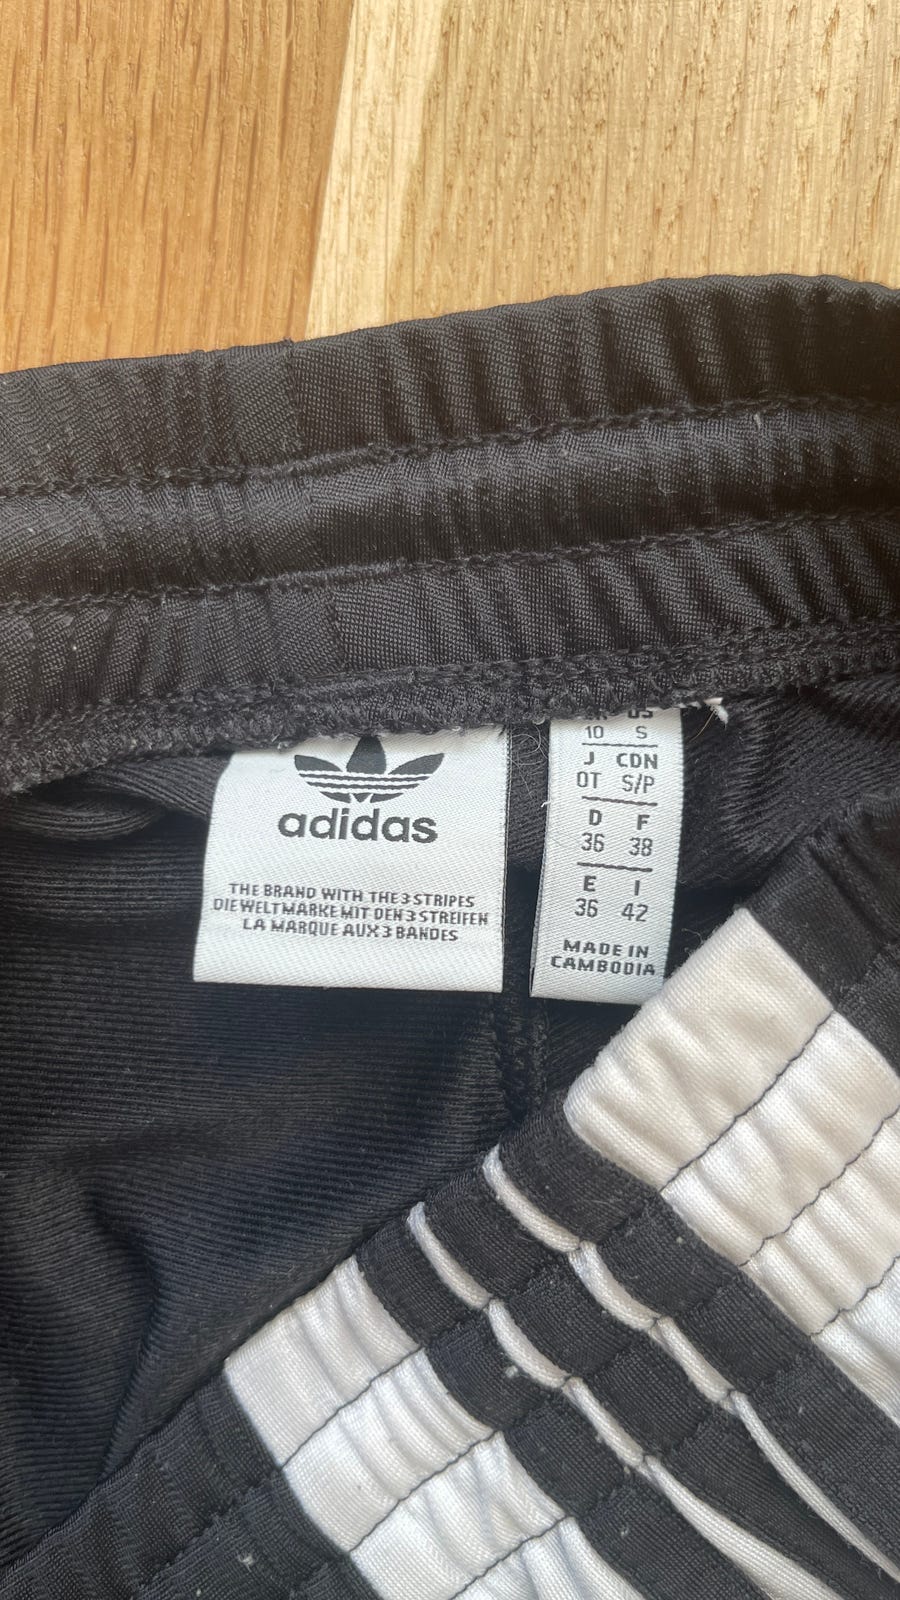 adidas
THE BRAND WITH THE 3 STRIPES
DIE WELTMARKE MIT DEN 3 STREIFEN
LA MARQUE AUX 3 BANDES
US
10 S
J CDN
OT S/P
D F
36 38
E I
36 42
MADE IN
CAMBODIA